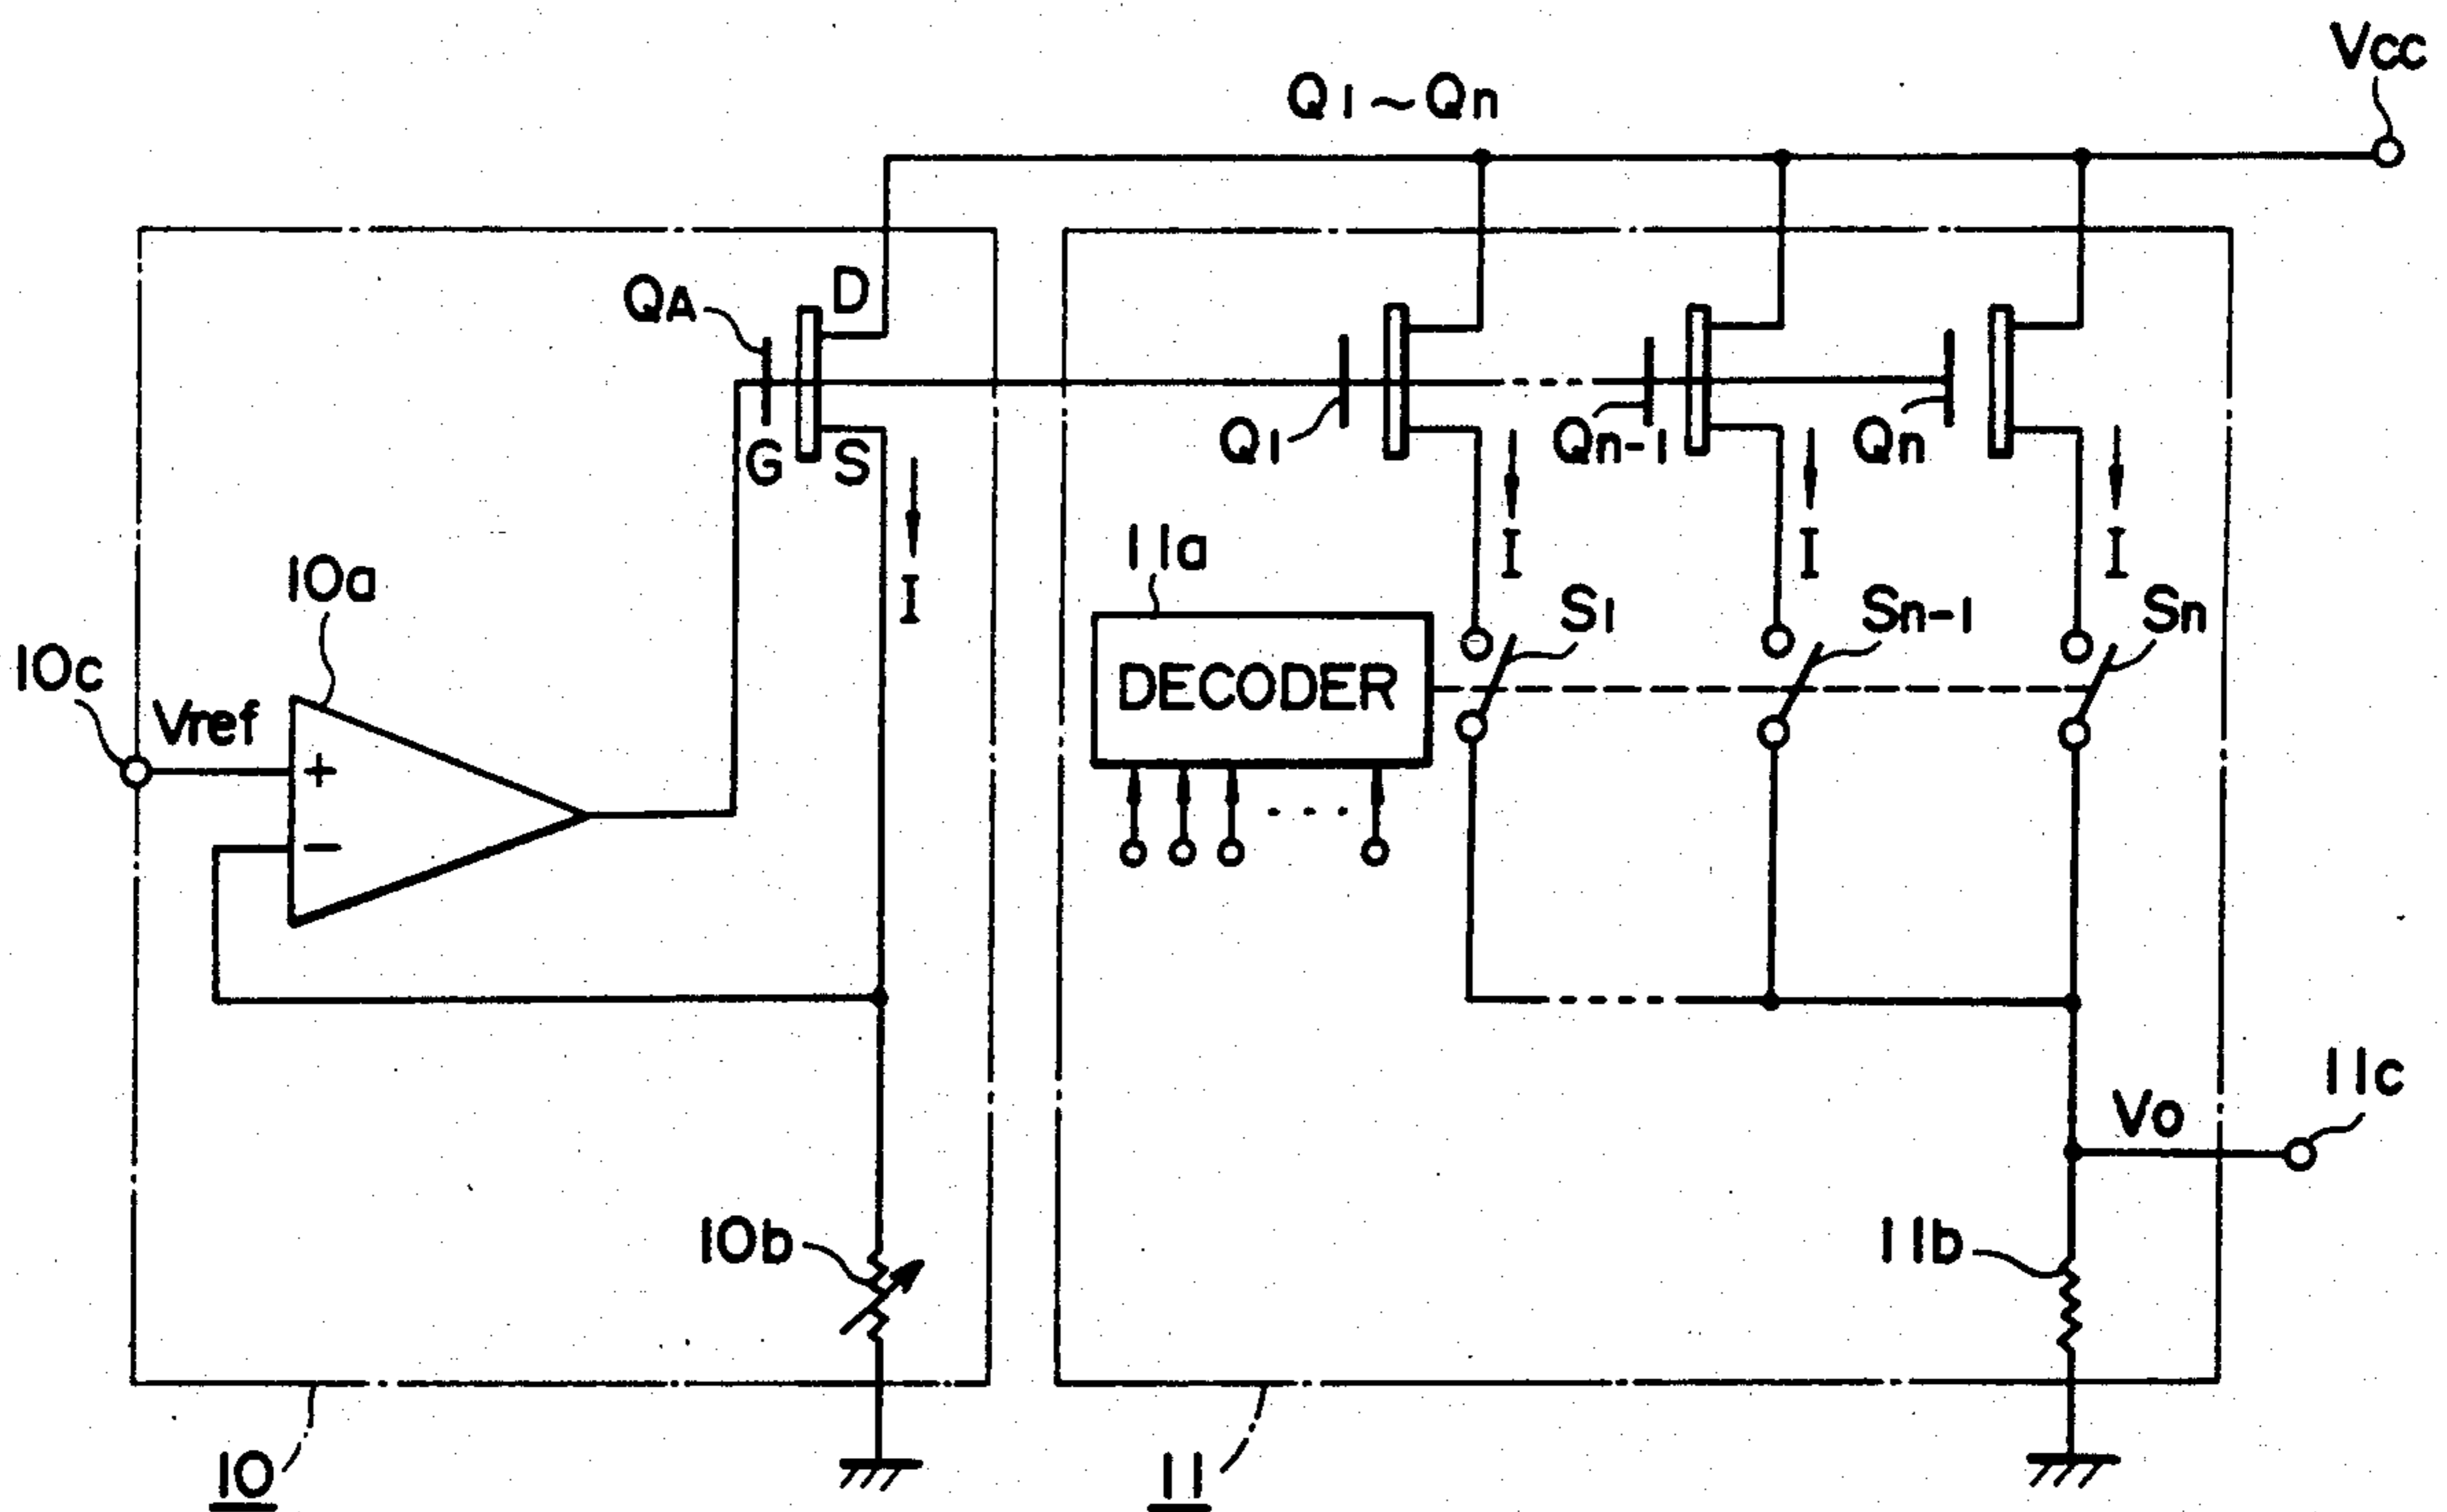 Vcc
Q1~Qn
QA
D
G
S
I
Q1
Qn-1
Qn
I
I
I
10a
11a
10c
Vref
+
−
DECODER
S1
Sn-1
Sn
11c
Vo
10b
11b
10
11